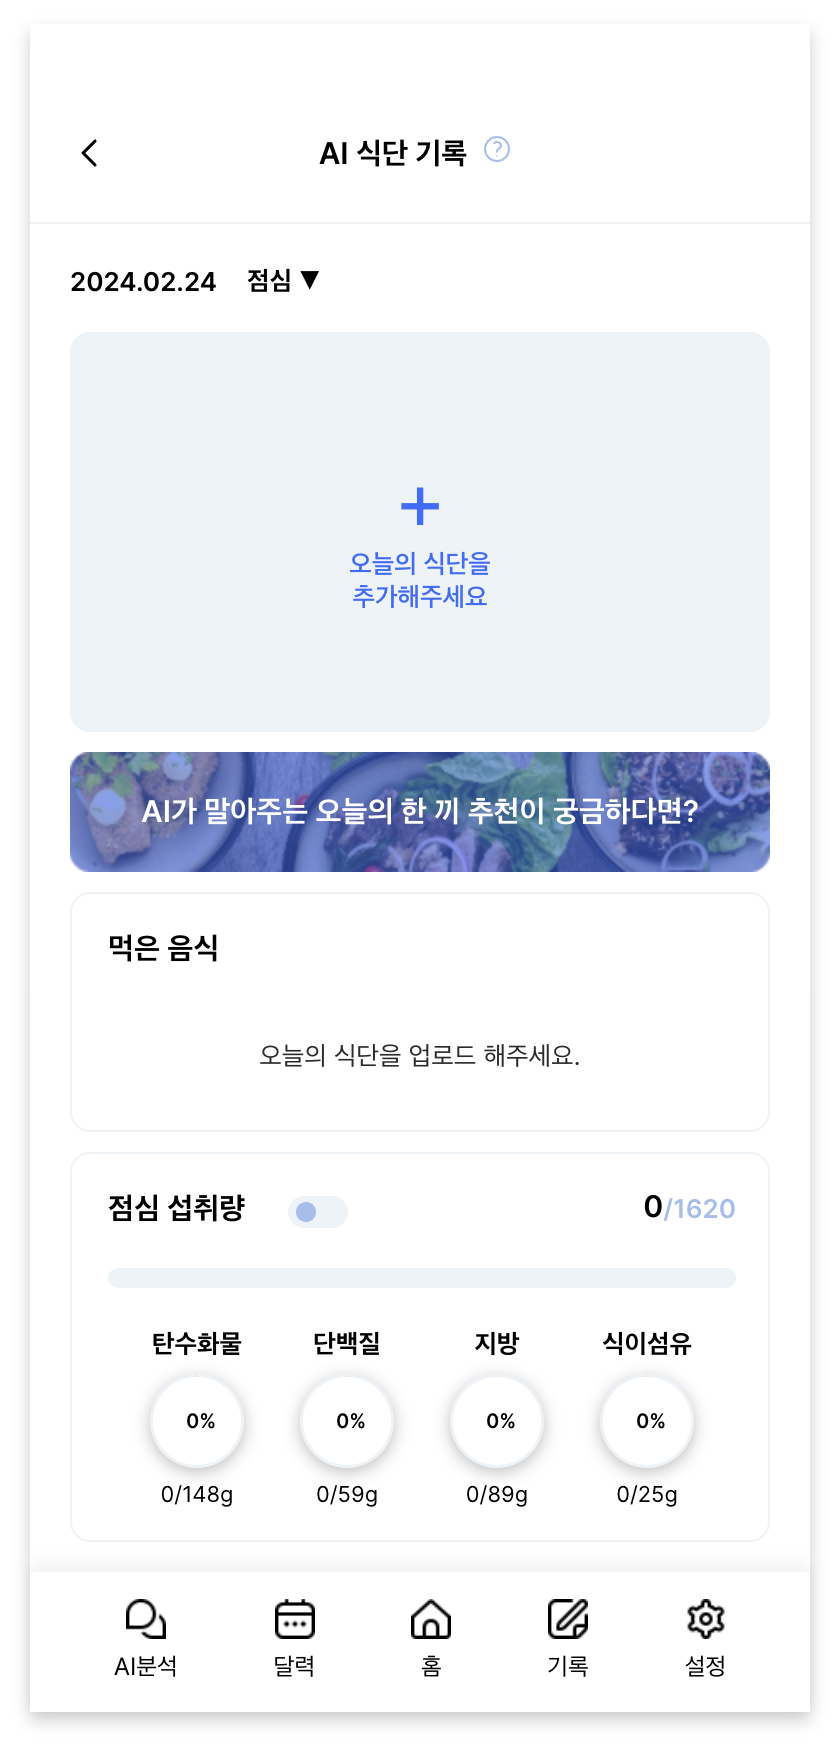 AI 식단 기록 ?
2024.02.24 점심 ▼
+
오늘의 식단을
추가해주세요
AI가 말아주는 오늘의 한 끼 추천이 궁금하다면?
먹은 음식
오늘의 식단을 업로드 해주세요.
점심 섭취량 0/1620
탄수화물 단백질 지방 식이섬유
0% 0% 0% 0%
0/148g 0/59g 0/89g 0/25g
AI분석 달력 홈 기록 설정